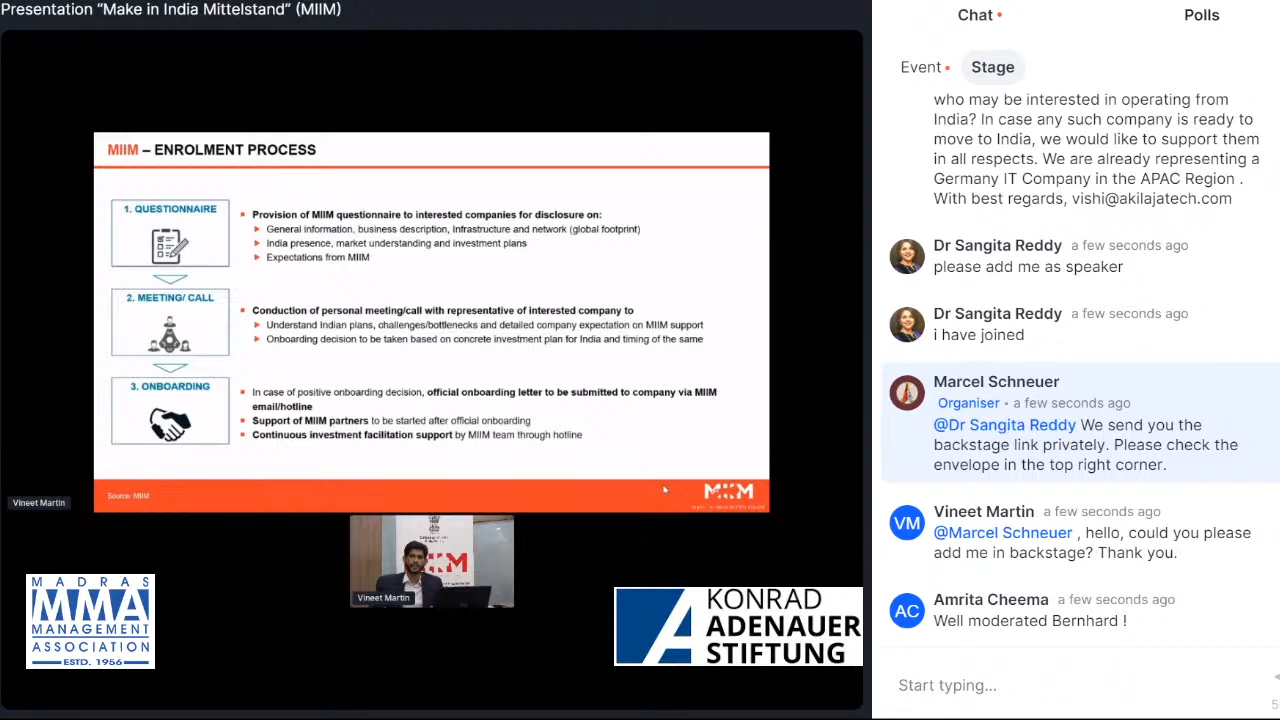 Presentation "Make in India Mittelstand" (MIIM)
MIIM – ENROLMENT PROCESS
1. QUESTIONNAIRE
Provision of MIIM questionnaire to interested companies for disclosure on:
General information, business description, Infrastructure and network (global footprint)
India presence, market understanding and investment plans
Expectations from MIIM
2. MEETING/ CALL
Conduction of personal meeting/call with representative of interested company to
Understand Indian plans, challenges/bottlenecks and detailed company expectation on MIIM support
Onboarding decision to be taken based on concrete investment plan for India and timing of the same
3. ONBOARDING
In case of positive onboarding decision, official onboarding letter to be submitted to company via MIIM
email/hotline
Support of MIIM partners to be started after official onboarding
Continuous investment facilitation support by MIIM team through hotline
Source: MIIM
MIIM
Vineet Martin
Vineet Martin
MADRAS
MMA
MANAGEMENT
ASSOCIATION
ESTD. 1956
KONRAD
ADENAUER
STIFTUNG
Chat
Polls
Event
Stage
who may be interested in operating from
India? In case any such company is ready to
move to India, we would like to support them
in all respects. We are already representing a
Germany IT Company in the APAC Region .
With best regards, vishi@akilajatech.com
Dr Sangita Reddy a few seconds ago
please add me as speaker
Dr Sangita Reddy a few seconds ago
i have joined
Marcel Schneuer
Organiser • a few seconds ago
@Dr Sangita Reddy We send you the
backstage link privately. Please check the
envelope in the top right corner.
VM
Vineet Martin a few seconds ago
@Marcel Schneuer , hello, could you please
add me in backstage? Thank you.
AC
Amrita Cheema a few seconds ago
Well moderated Bernhard !
Start typing...